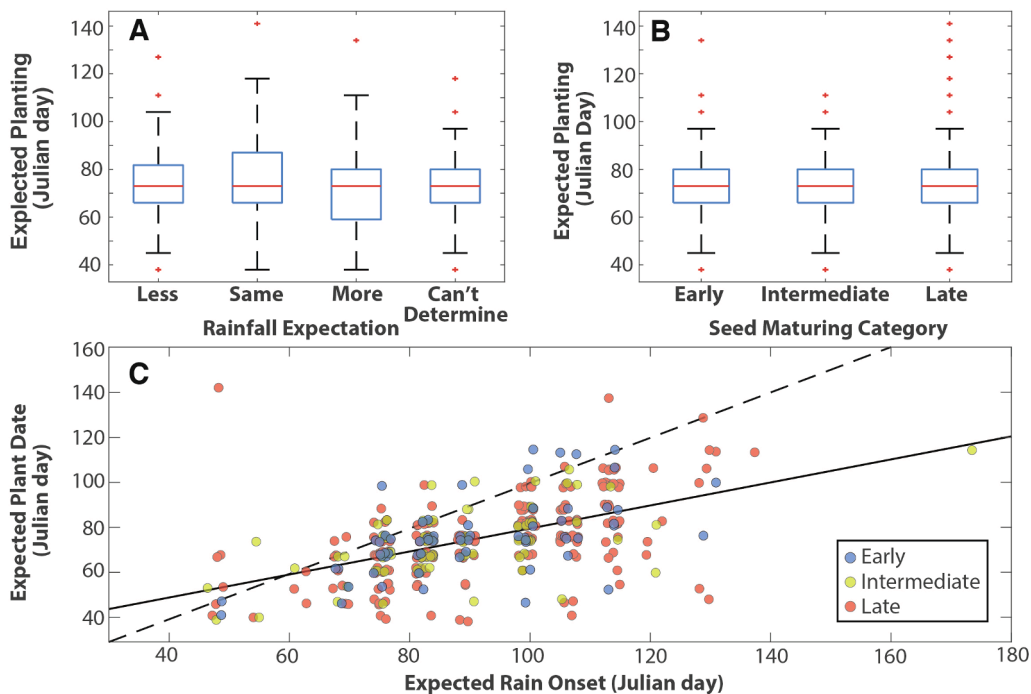 A
140
120
100
80
60
40
Explected Planting
(Julian day)
Less
Same
More
Can't
Determine
Rainfall Expectation
B
140
120
100
80
60
40
Expected Planting
(Julian Day)
Early
Intermediate
Late
Seed Maturing Category
C
160
140
120
100
80
60
40
Expected Plant Date
(Julian day)
Early
Intermediate
Late
40
60
80
100
120
140
160
180
Expected Rain Onset (Julian day)